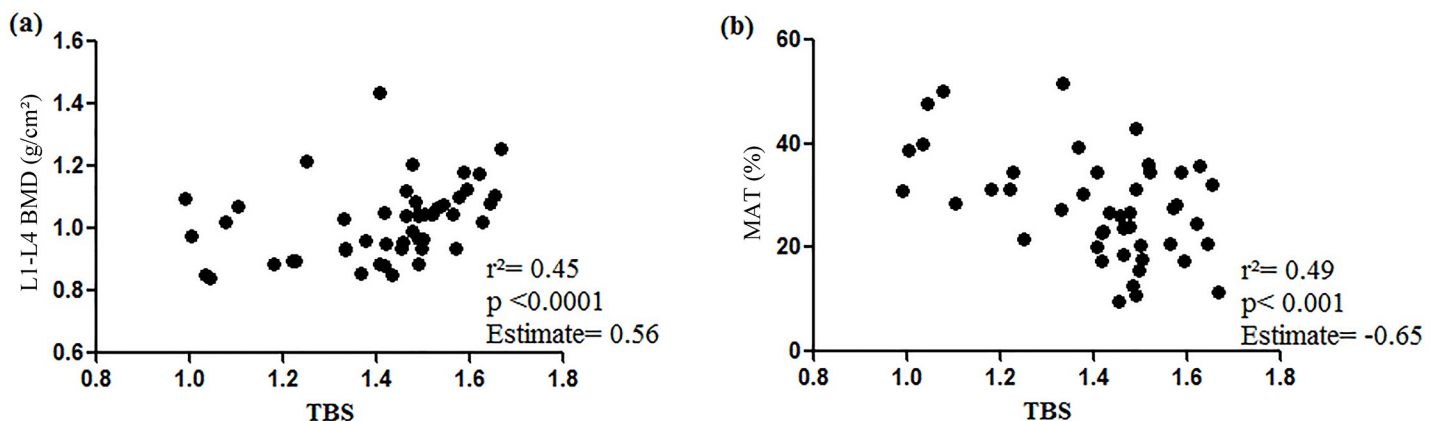 (a)
1.6
1.4
1.2
1.0
0.8
0.6
L1-L4 BMD (g/cm²)
r²= 0.45
p <0.0001
Estimate= 0.56
0.8 1.0 1.2 1.4 1.6 1.8
TBS
(b)
60
40
20
0
MAT (%)
r²= 0.49
p< 0.001
Estimate= -0.65
0.8 1.0 1.2 1.4 1.6 1.8
TBS